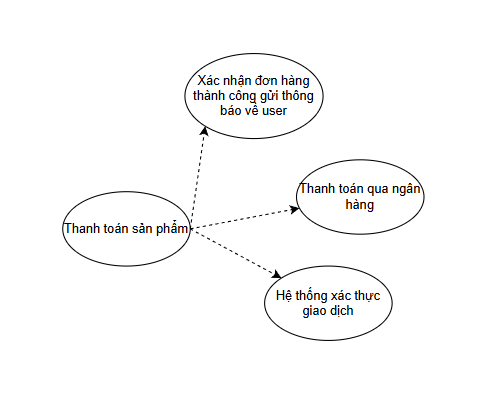 Xác nhận đơn hàng
thành công gửi thông
báo về user
Thanh toán qua ngân
hàng
Thanh toán sản phẩm
Hệ thống xác thực
giao dịch